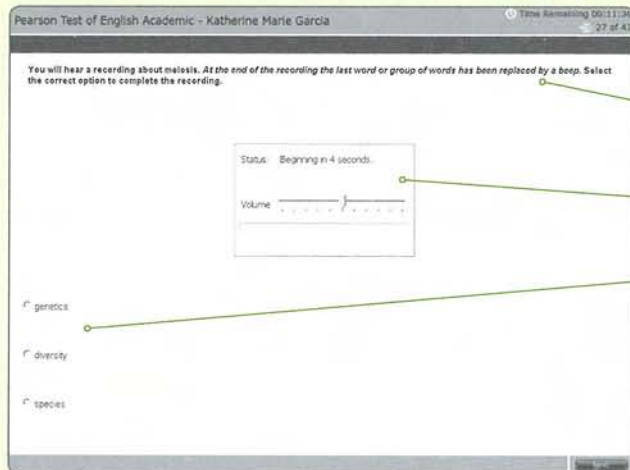 Pearson Test of English Academic - Katherine Marie Garcia
Time Remaining 00:11:36
27 of 43
You will hear a recording about meiosis. At the end of the recording the last word or group of words has been replaced by a beep. Select
the correct option to complete the recording.
Status Beginning in 4 seconds.
Volume
genetics
diversity
species